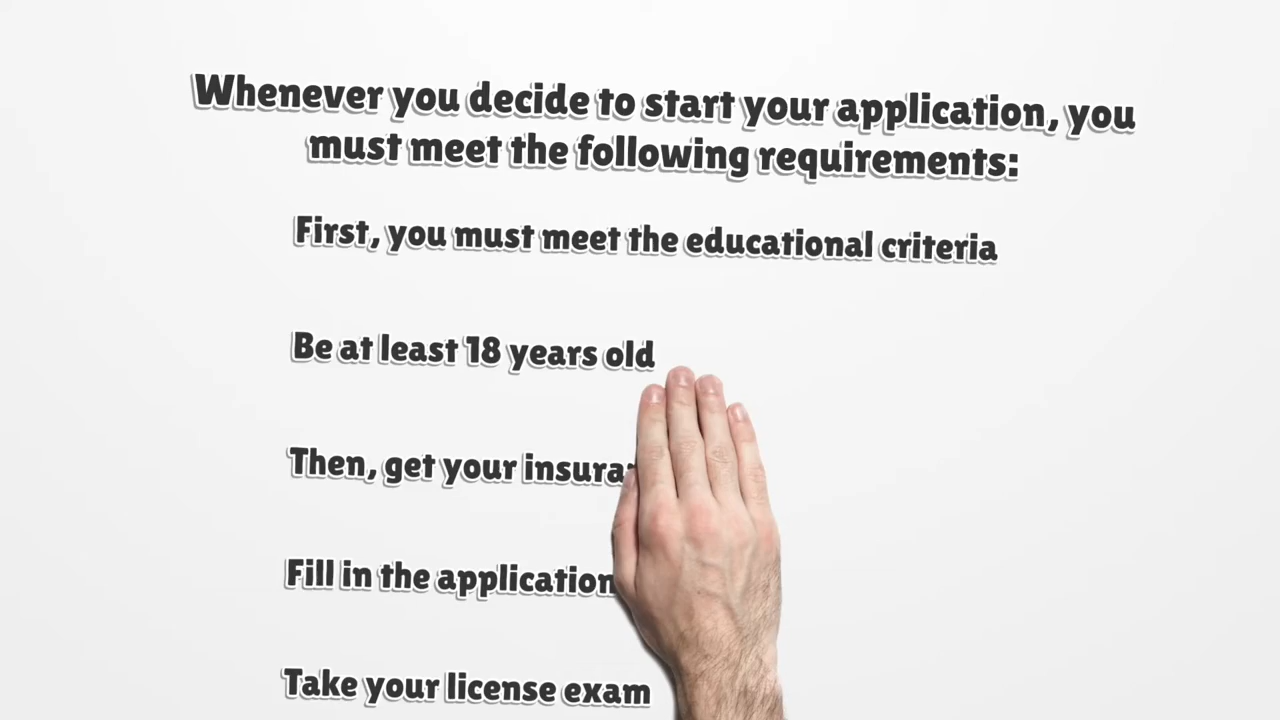 Whenever you decide to start your application, you
must meet the following requirements:
First, you must meet the educational criteria
Be at least 18 years old
Then, get your
Fill in the application
Take your license exam